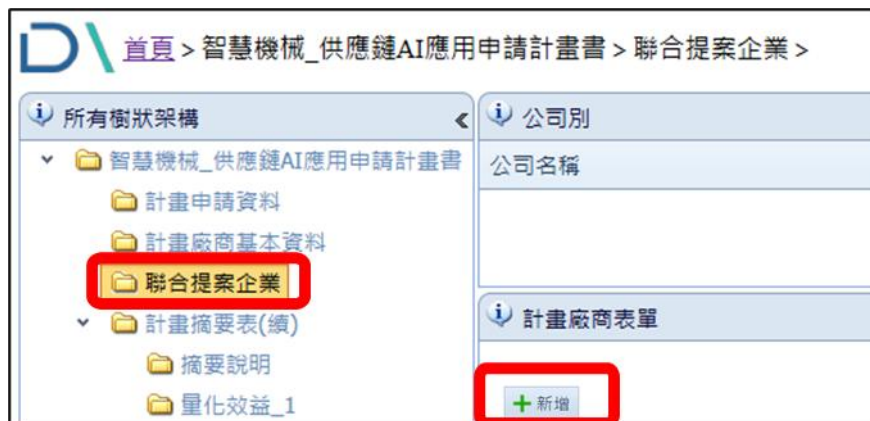 首頁 > 智慧機械_供應鏈AI應用申請計畫書 > 聯合提案企業 >
所有樹狀架構
智慧機械_供應鏈AI應用申請計畫書
計畫申請資料
計畫廠商基本資料
聯合提案企業
計畫摘要表(續)
摘要說明
量化效益_1
公司別
公司名稱
計畫廠商表單
新增